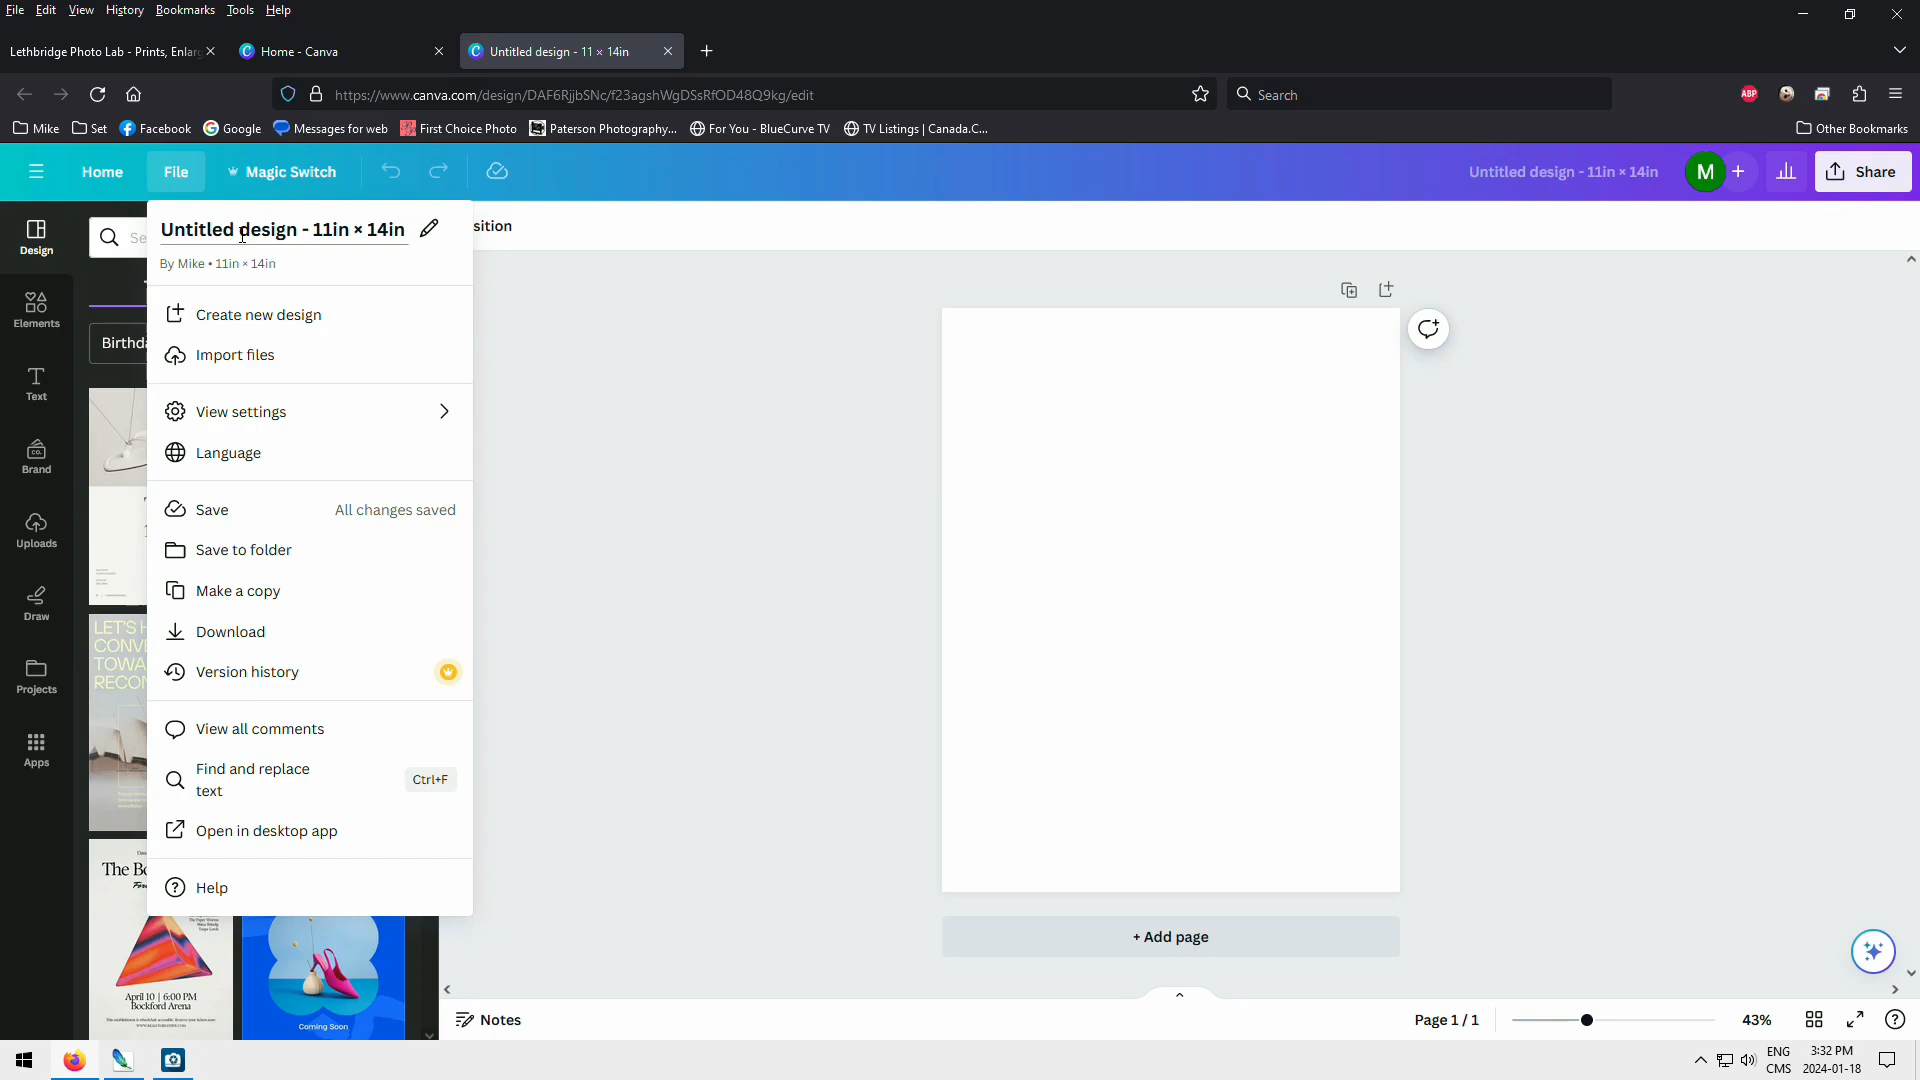 File Edit View History Bookmarks Tools Help
Lethbridge Photo Lab - Prints, Enlarg
Home - Canva
Untitled design - 11 × 14in
https://www.canva.com/design/DAF6RjjbSNc/f23agshWgDSsRfOD48Q9kg/edit
Search
Mike Set Facebook Google Messages for web First Choice Photo Paterson Photography... For You - BlueCurve TV TV Listings | Canada.C... Other Bookmarks
ABP
Home File Magic Switch
Untitled design - 11in × 14in
M
Share
Design
Elements
Text
CO.
Brand
Uploads
Draw
Projects
Apps
Se
Birthda
Untitled design - 11in × 14in
By Mike • 11in × 14in
Create new design
Import files
View settings
Language
Save All changes saved
Save to folder
Make a copy
Download
Version history
View all comments
Find and replace
text
Ctrl+F
Open in desktop app
Help
sition
LET'S H
CONVE
TOWA
RECON
The Bo
April 10 | 6:00 PM
Bockford Arena
Coming Soon
+ Add page
Notes
Page 1 / 1
43%
ENG
CMS
3:32 PM
2024-01-18